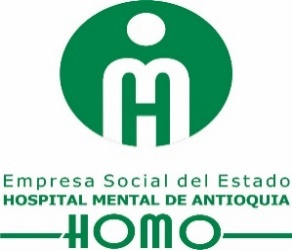 Empresa Social del Estado
HOSPITAL MENTAL DE ANTIOQUIA
HOMO